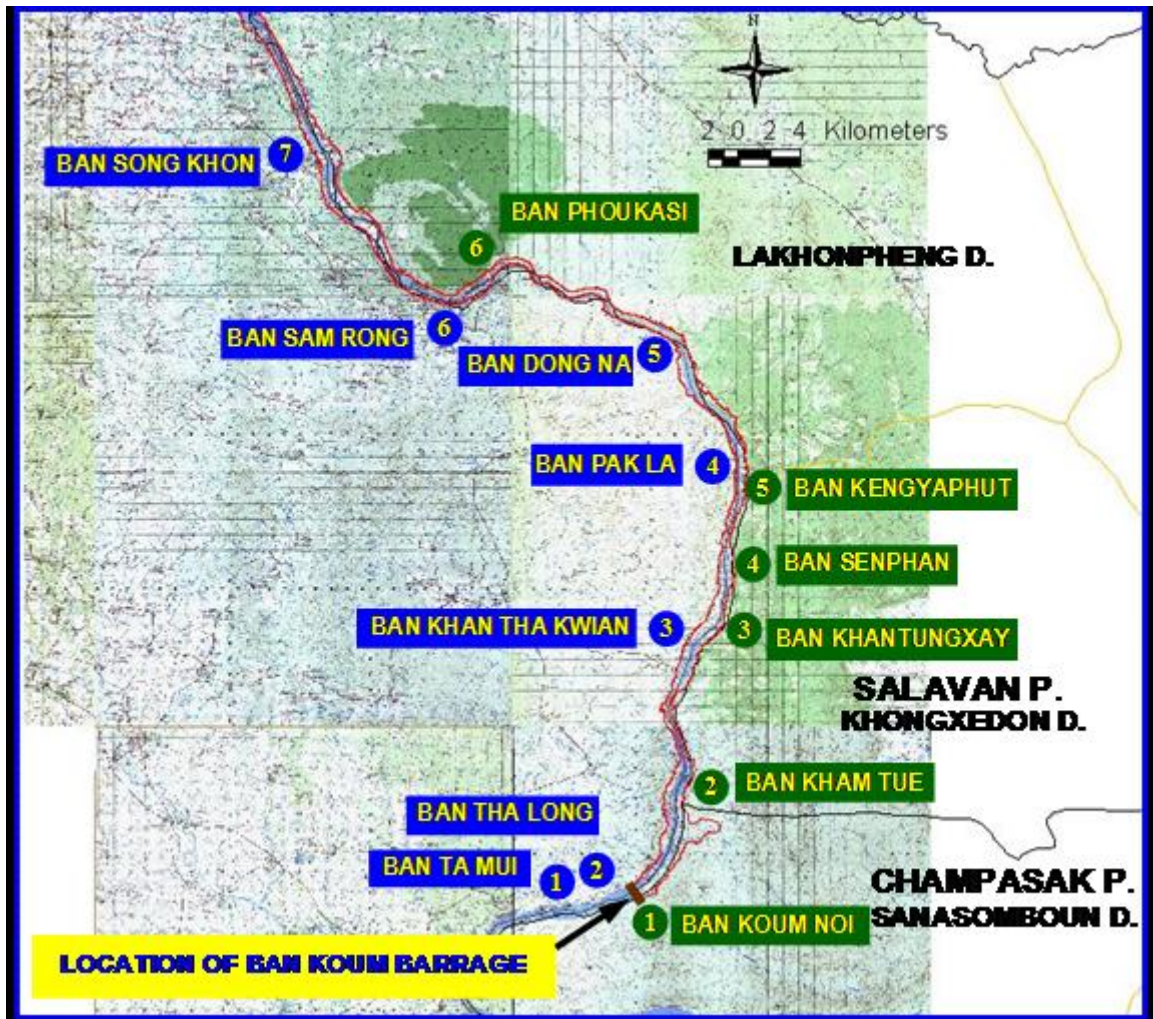 N
2 0 2 4 Kilometers
BAN SONG KHON 7
BAN PHOUKASI
6
LAKHONPHENG D.
BAN SAM RONG 6
BAN DONG NA 5
BAN PAK LA 4
5 BAN KENGYAPHUT
4 BAN SENPHAN
BAN KHAN THA KWIAN 3
3 BAN KHANTUNGXAY
SALAVAN P.
KHONGXEDON D.
2 BAN KHAM TUE
BAN THA LONG 2
BAN TA MUI 1
CHAMPASAK P.
SANASOMBOUN D.
1 BAN KOUM NOI
LOCATION OF BAN KOUM BARRAGE